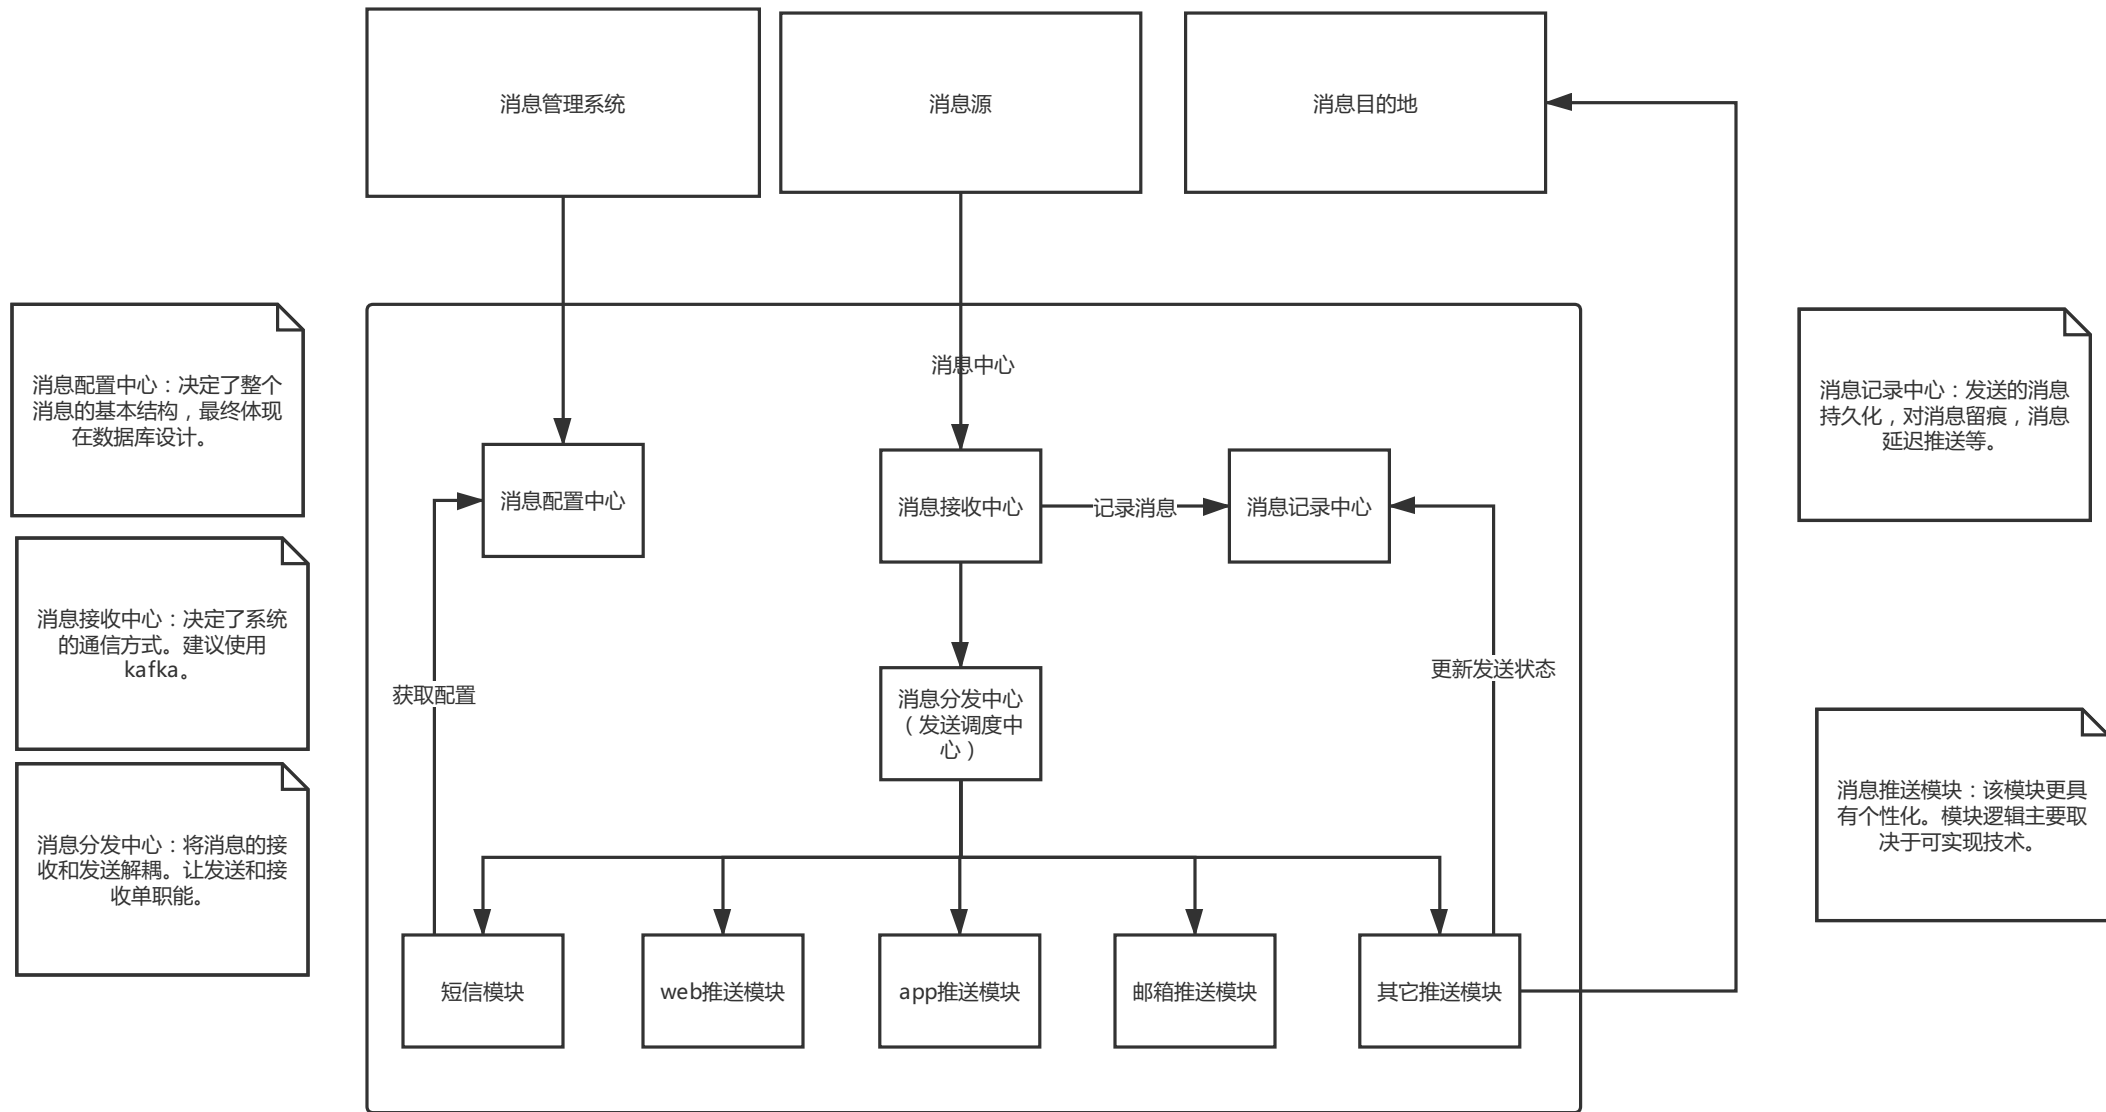 消息管理系统
消息源
消息目的地
消息配置中心：决定了整个
消息的基本结构，最终体现
在数据库设计。
消息记录中心：发送的消息
持久化，对消息留痕，消息
延迟推送等。
消息中心
消息配置中心
消息接收中心
记录消息
消息记录中心
消息接收中心：决定了系统
的通信方式。建议使用
kafka。
获取配置
消息分发中心
（发送调度中
心）
更新发送状态
消息分发中心：将消息的接
收和发送解耦。让发送和接
收单职能。
消息推送模块：该模块更具
有个性化。模块逻辑主要取
决于可实现技术。
短信模块
web推送模块
app推送模块
邮箱推送模块
其它推送模块